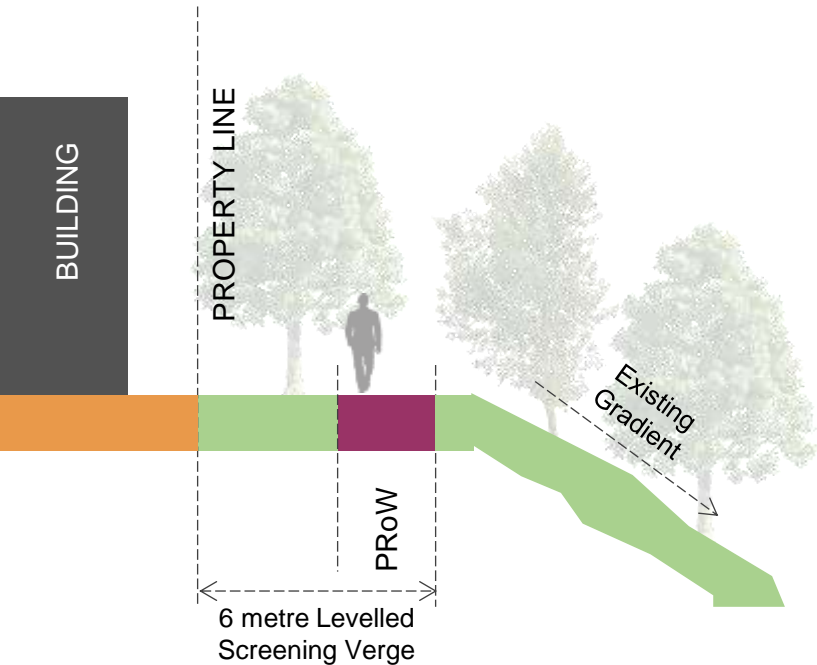 BUILDING
PROPERTY LINE
Existing
Gradient
PRoW
6 metre Levelled
Screening Verge